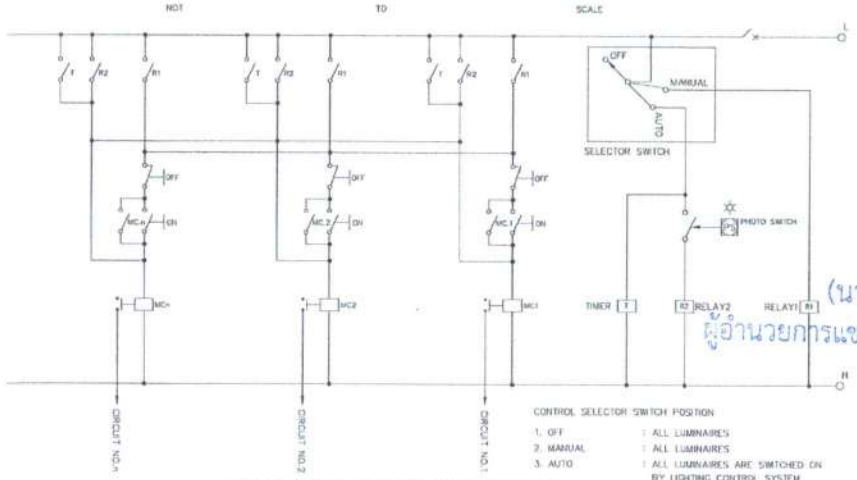 NOT TO SCALE
L
OFF
MANUAL
AUTO
SELECTOR SWITCH
T R2 R1 T R2 R1 T R2 R1
OFF OFF OFF
MC.n ON MC.2 ON MC.1 ON
PS PHOTO SWITCH
MCn MC2 MC1
TIMER T R2 RELAY2 RELAY1 R1
ผู้อำนวยการแข
N
CIRCUIT NO.n CIRCUIT NO.2 CIRCUIT NO.1
CONTROL SELECTOR SWITCH POSITION
1. OFF : ALL LUMINAIRES
2. MANUAL : ALL LUMINAIRES
3. AUTO : ALL LUMINAIRES ARE SWITCHED ON
BY LIGHTING CONTROL SYSTEM